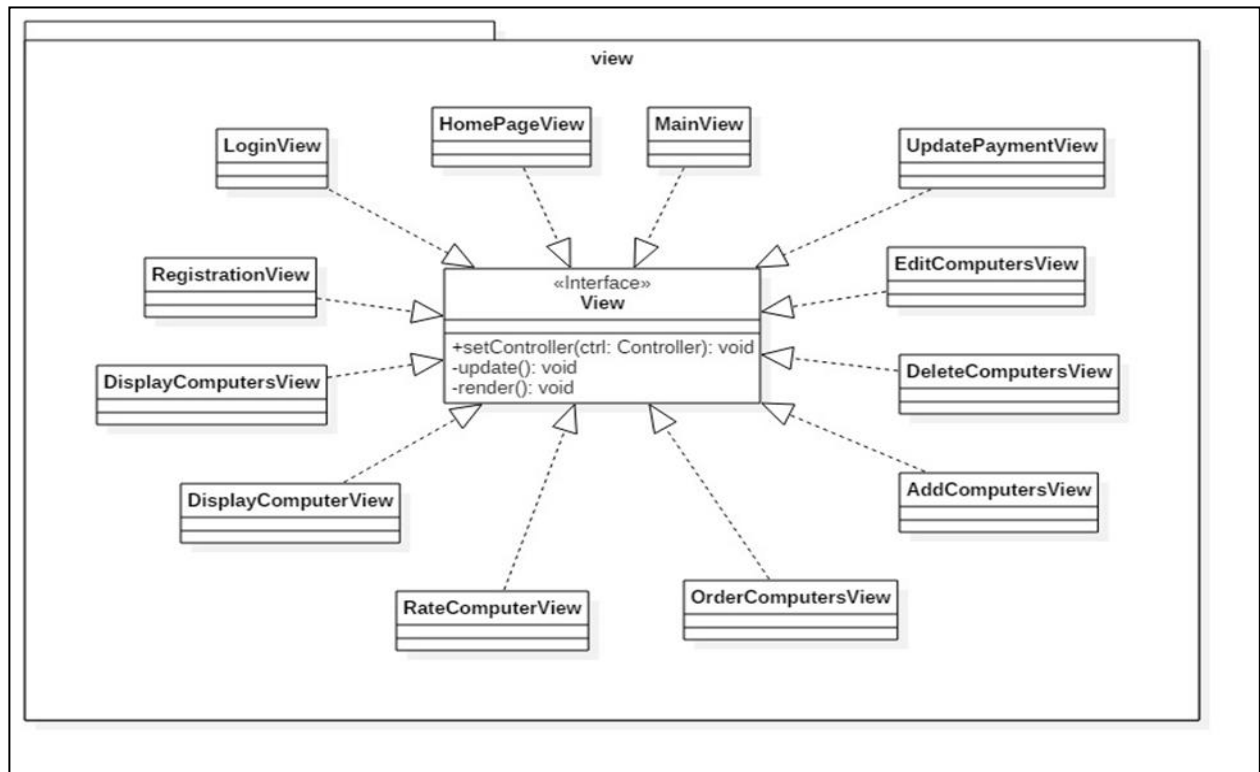 view
HomePageView
MainView
LoginView
UpdatePaymentView
RegistrationView
EditComputersView
«Interface»
View
+setController(ctrl: Controller): void
-update(): void
-render(): void
DisplayComputersView
DeleteComputersView
DisplayComputerView
AddComputersView
RateComputerView
OrderComputersView